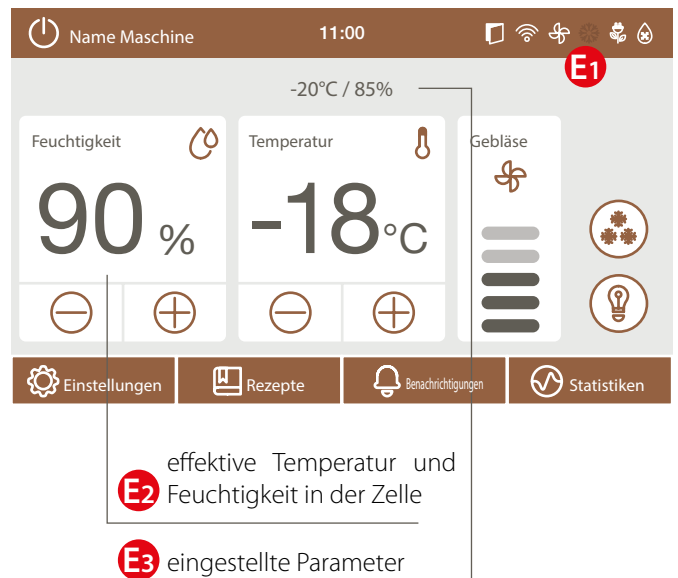 Name Maschine 11:00
E1
-20°C / 85%
Feuchtigkeit
90 %
Temperatur
-18°C
Gebläse
Einstellungen
Rezepte
Benachrichtigungen
Statistiken
E2 effektive Temperatur und
Feuchtigkeit in der Zelle
E3 eingestellte Parameter